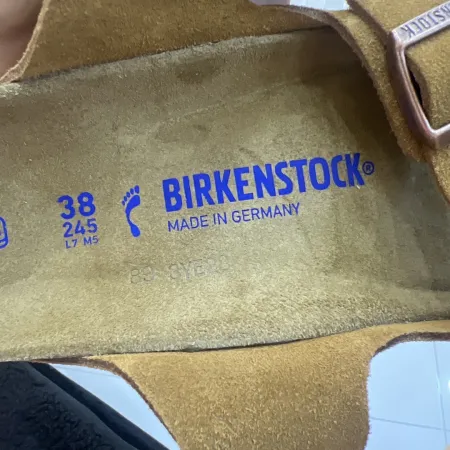 38
245
L7 M5
BIRKENSTOCK®
MADE IN GERMANY